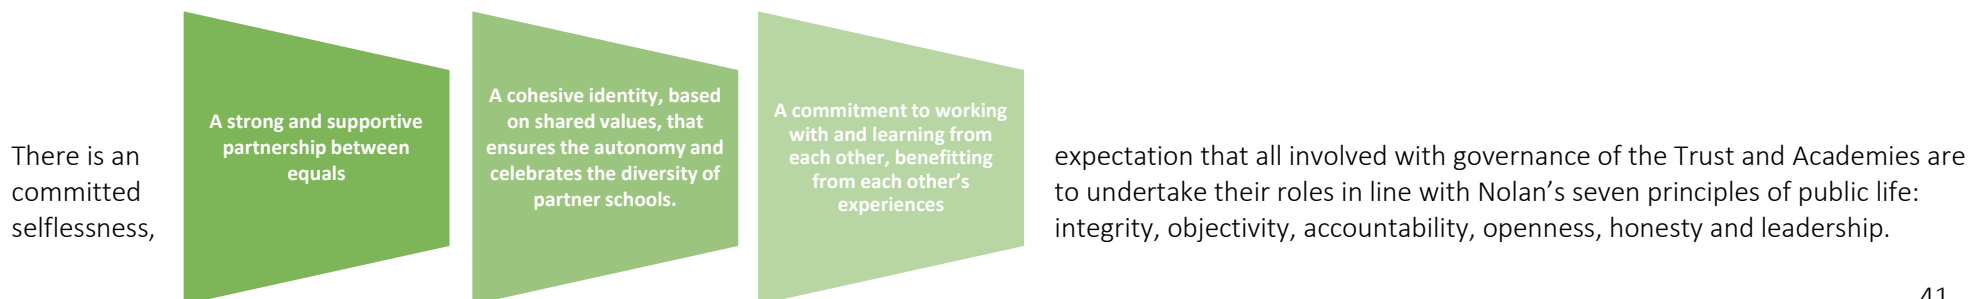 A strong and supportive
partnership between
equals
A cohesive identity, based
on shared values, that
ensures the autonomy and
celebrates the diversity of
partner schools.
A commitment to working
with and learning from
each other, benefitting
from each other's
experiences
There is an expectation that all involved with governance of the Trust and Academies are
committed to undertake their roles in line with Nolan's seven principles of public life:
selflessness, integrity, objectivity, accountability, openness, honesty and leadership.
41